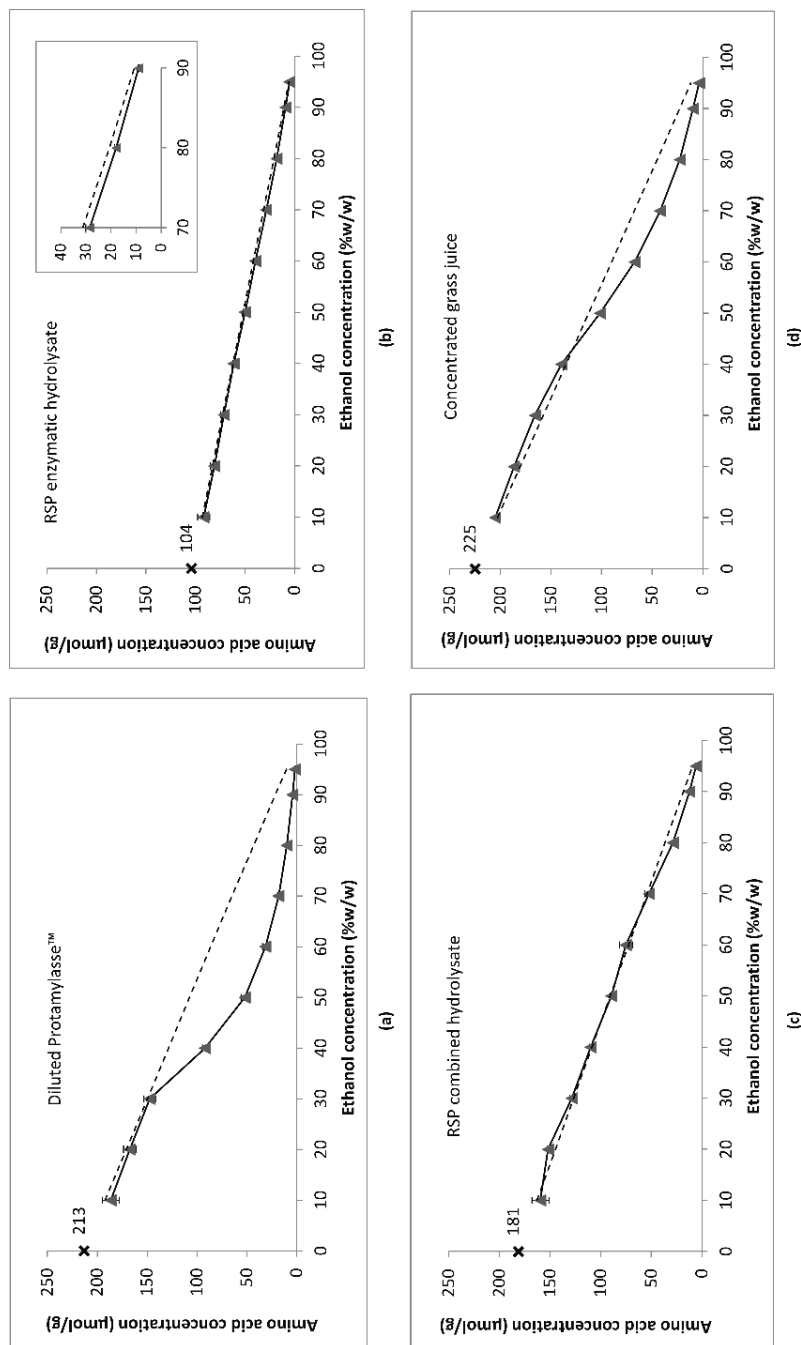 Diluted Protamylasse™
213
Amino acid concentration (µmol/g)
250
200
150
100
50
0
0 10 20 30 40 50 60 70 80 90 100
Ethanol concentration (%w/w)
(a)
RSP enzymatic hydrolysate
104
Amino acid concentration (µmol/g)
250
200
150
100
50
0
0 10 20 30 40 50 60 70 80 90 100
Ethanol concentration (%w/w)
40
30
20
10
0
70 80 90
(b)
RSP combined hydrolysate
181
Amino acid concentration (µmol/g)
250
200
150
100
50
0
0 10 20 30 40 50 60 70 80 90 100
Ethanol concentration (%w/w)
(c)
Concentrated grass juice
225
Amino acid concentration (µmol/g)
250
200
150
100
50
0
0 10 20 30 40 50 60 70 80 90 100
Ethanol concentration (%w/w)
(d)